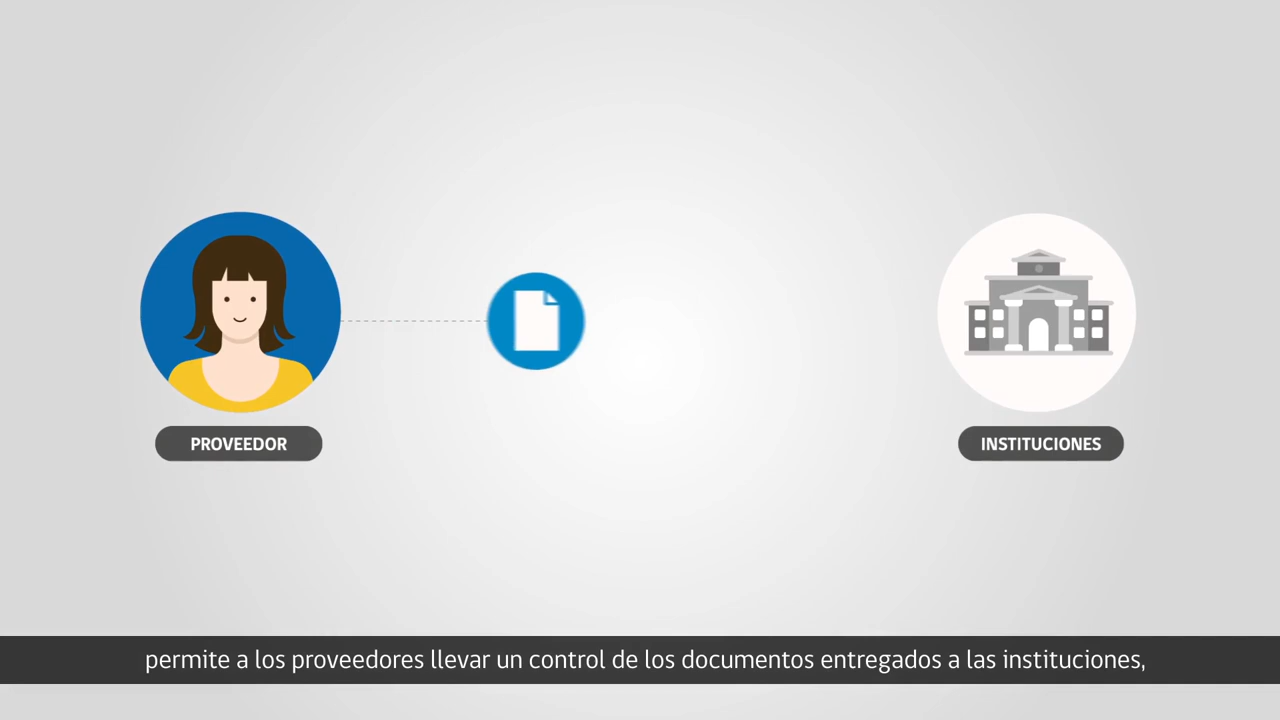 PROVEEDOR
INSTITUCIONES
permite a los proveedores llevar un control de los documentos entregados a las instituciones,